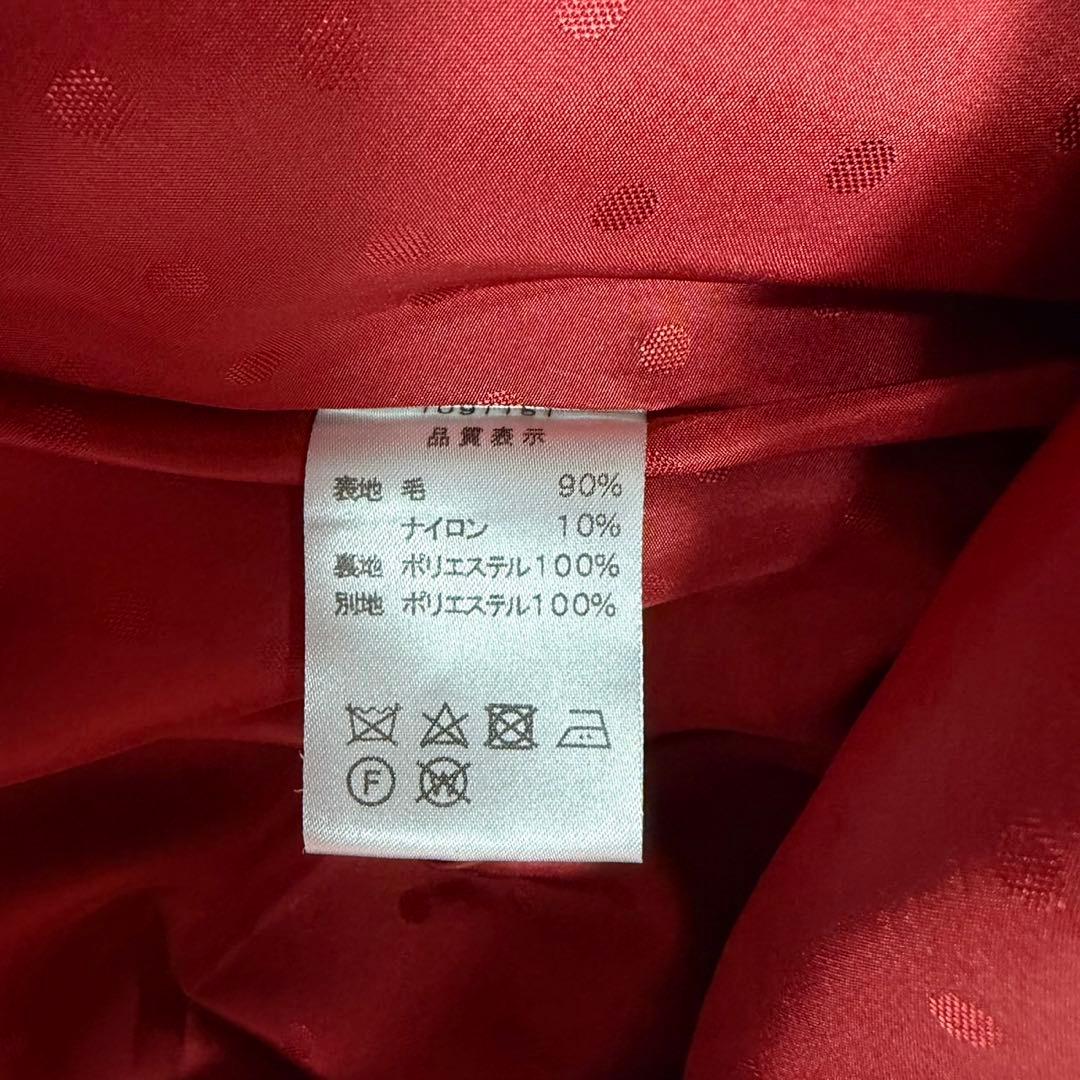 品質表示
表地 毛 90%
ナイロン 10%
裏地 ポリエステル100%
別地 ポリエステル100%
F W